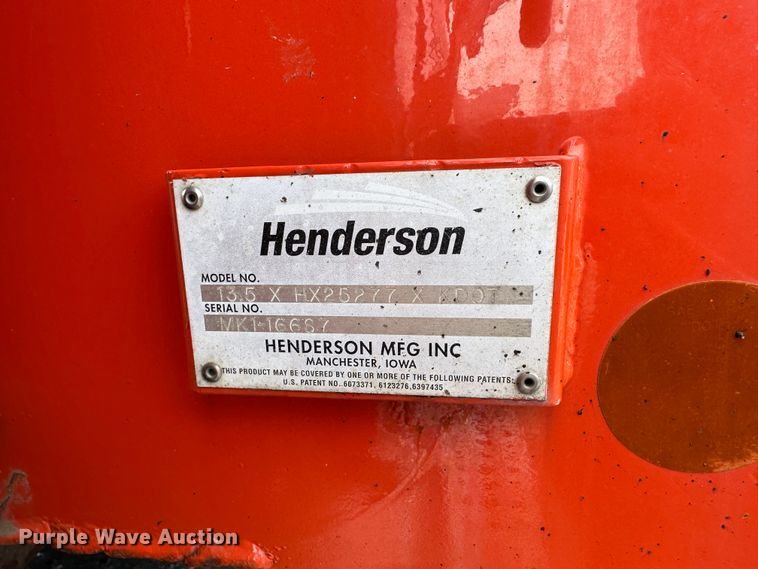 Henderson
MODEL NO.
13.5 X HX25277 X
SERIAL NO.
HENDERSON MFG INC
MANCHESTER, IOWA
THIS PRODUCT MAY BE COVERED BY ONE OR MORE OF THE FOLLOWING PATENTS:
U.S. PATENT NO. 6073371, 6123276, 6397435
Purple Wave Auction